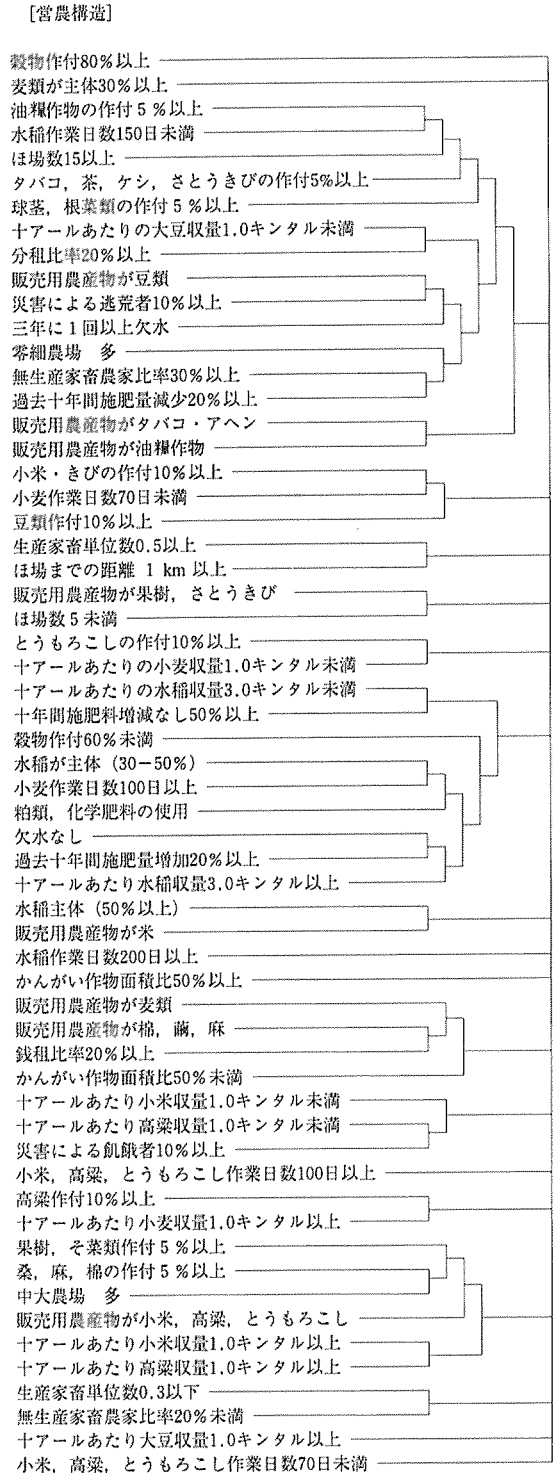 [営農構造]
穀物作付80％以上
麦類が主体30％以上
油糧作物の作付5％以上
水稲作業日数150日未満
ほ場数15以上
タバコ，茶，ケシ，さとうきびの作付5%以上
球茎，根菜類の作付5％以上
十アールあたりの大豆収量1.0キンタル未満
分租比率20％以上
販売用農産物が豆類
災害による逃荒者10％以上
三年に1回以上欠水
零細農場　多
無生産家畜農家比率30％以上
過去十年間施肥量減少20％以上
販売用農産物がタバコ・アヘン
販売用農産物が油糧作物
小米・きびの作付10％以上
小麦作業日数70日未満
豆類作付10％以上
生産家畜単位数0.5以上
ほ場までの距離 1 km 以上
販売用農産物が果樹，さとうきび
ほ場数5未満
とうもろこしの作付10％以上
十アールあたりの小麦収量1.0キンタル未満
十アールあたりの水稲収量3.0キンタル未満
十年間施肥料増減なし50％以上
穀物作付60％未満
水稲が主体（30－50％）
小麦作業日数100日以上
粕類，化学肥料の使用
欠水なし
過去十年間施肥量増加20％以上
十アールあたり水稲収量3.0キンタル以上
水稲主体（50％以上）
販売用農産物が米
水稲作業日数200日以上
かんがい作物面積比50％以上
販売用農産物が麦類
販売用農産物が棉，繭，麻
銭租比率20％以上
かんがい作物面積比50％未満
十アールあたり小米収量1.0キンタル未満
十アールあたり高粱収量1.0キンタル未満
災害による飢餓者10％以上
小米，高粱，とうもろこし作業日数100日以上
高粱作付10％以上
十アールあたり小麦収量1.0キンタル以上
果樹，そ菜類作付5％以上
桑，麻，棉の作付5％以上
中大農場　多
販売用農産物が小米，高粱，とうもろこし
十アールあたり小米収量1.0キンタル以上
十アールあたり高粱収量1.0キンタル以上
生産家畜単位数0.3以下
無生産家畜農家比率20％未満
十アールあたり大豆収量1.0キンタル以上
小米，高粱，とうもろこし作業日数70日未満